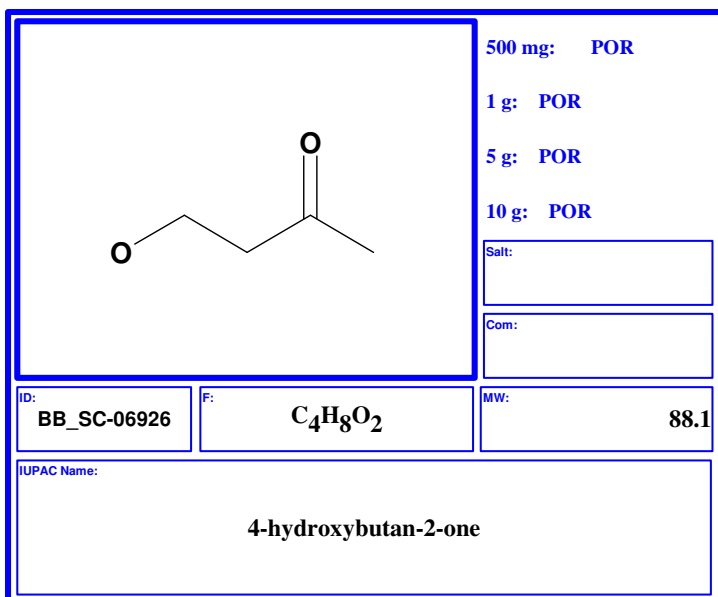 500 mg: POR
1 g: POR
5 g: POR
10 g: POR
O
O
Salt:
Com:
ID:
BB_SC-06926
F:
C4H8O2
MW:
88.1
IUPAC Name:
4-hydroxybutan-2-one